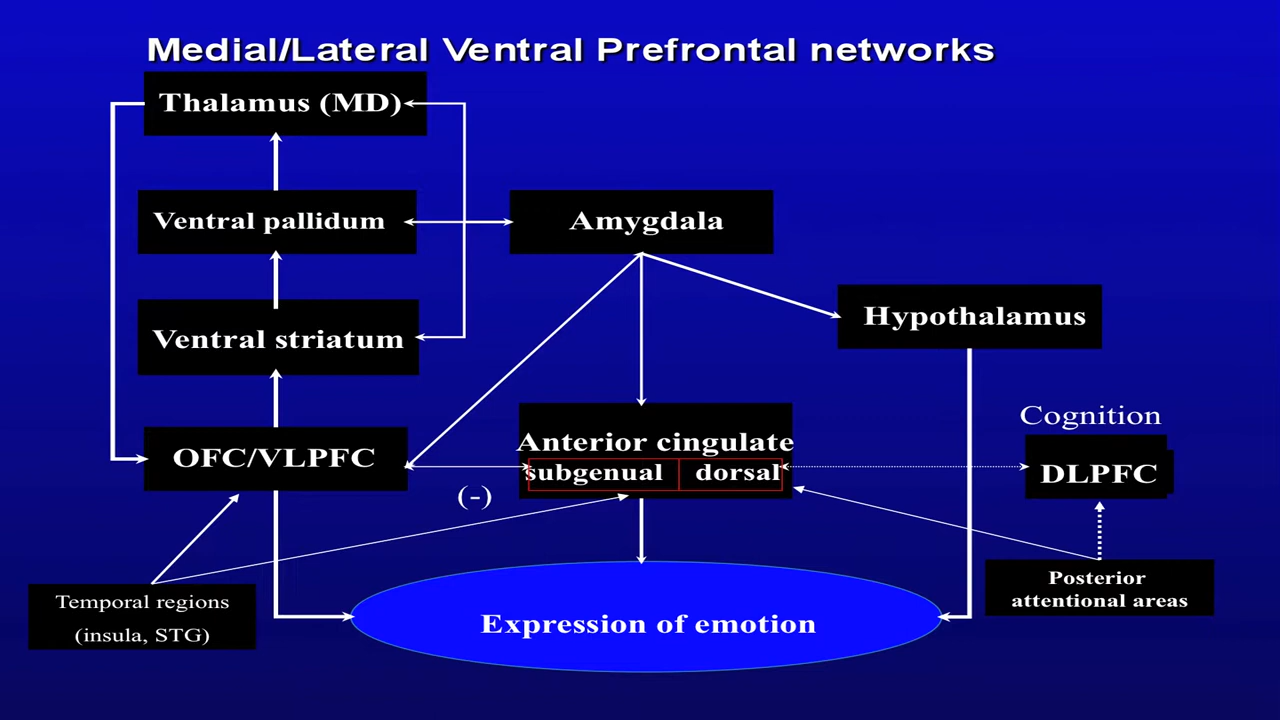 Medial/Lateral Ventral Prefrontal networks
Thalamus (MD)
Ventral pallidum
Amygdala
Hypothalamus
Ventral striatum
Cognition
Anterior cingulate
OFC/VLPFC
subgenual dorsal
DLPFC
(-)
Posterior
attentional areas
Temporal regions
(insula, STG)
Expression of emotion